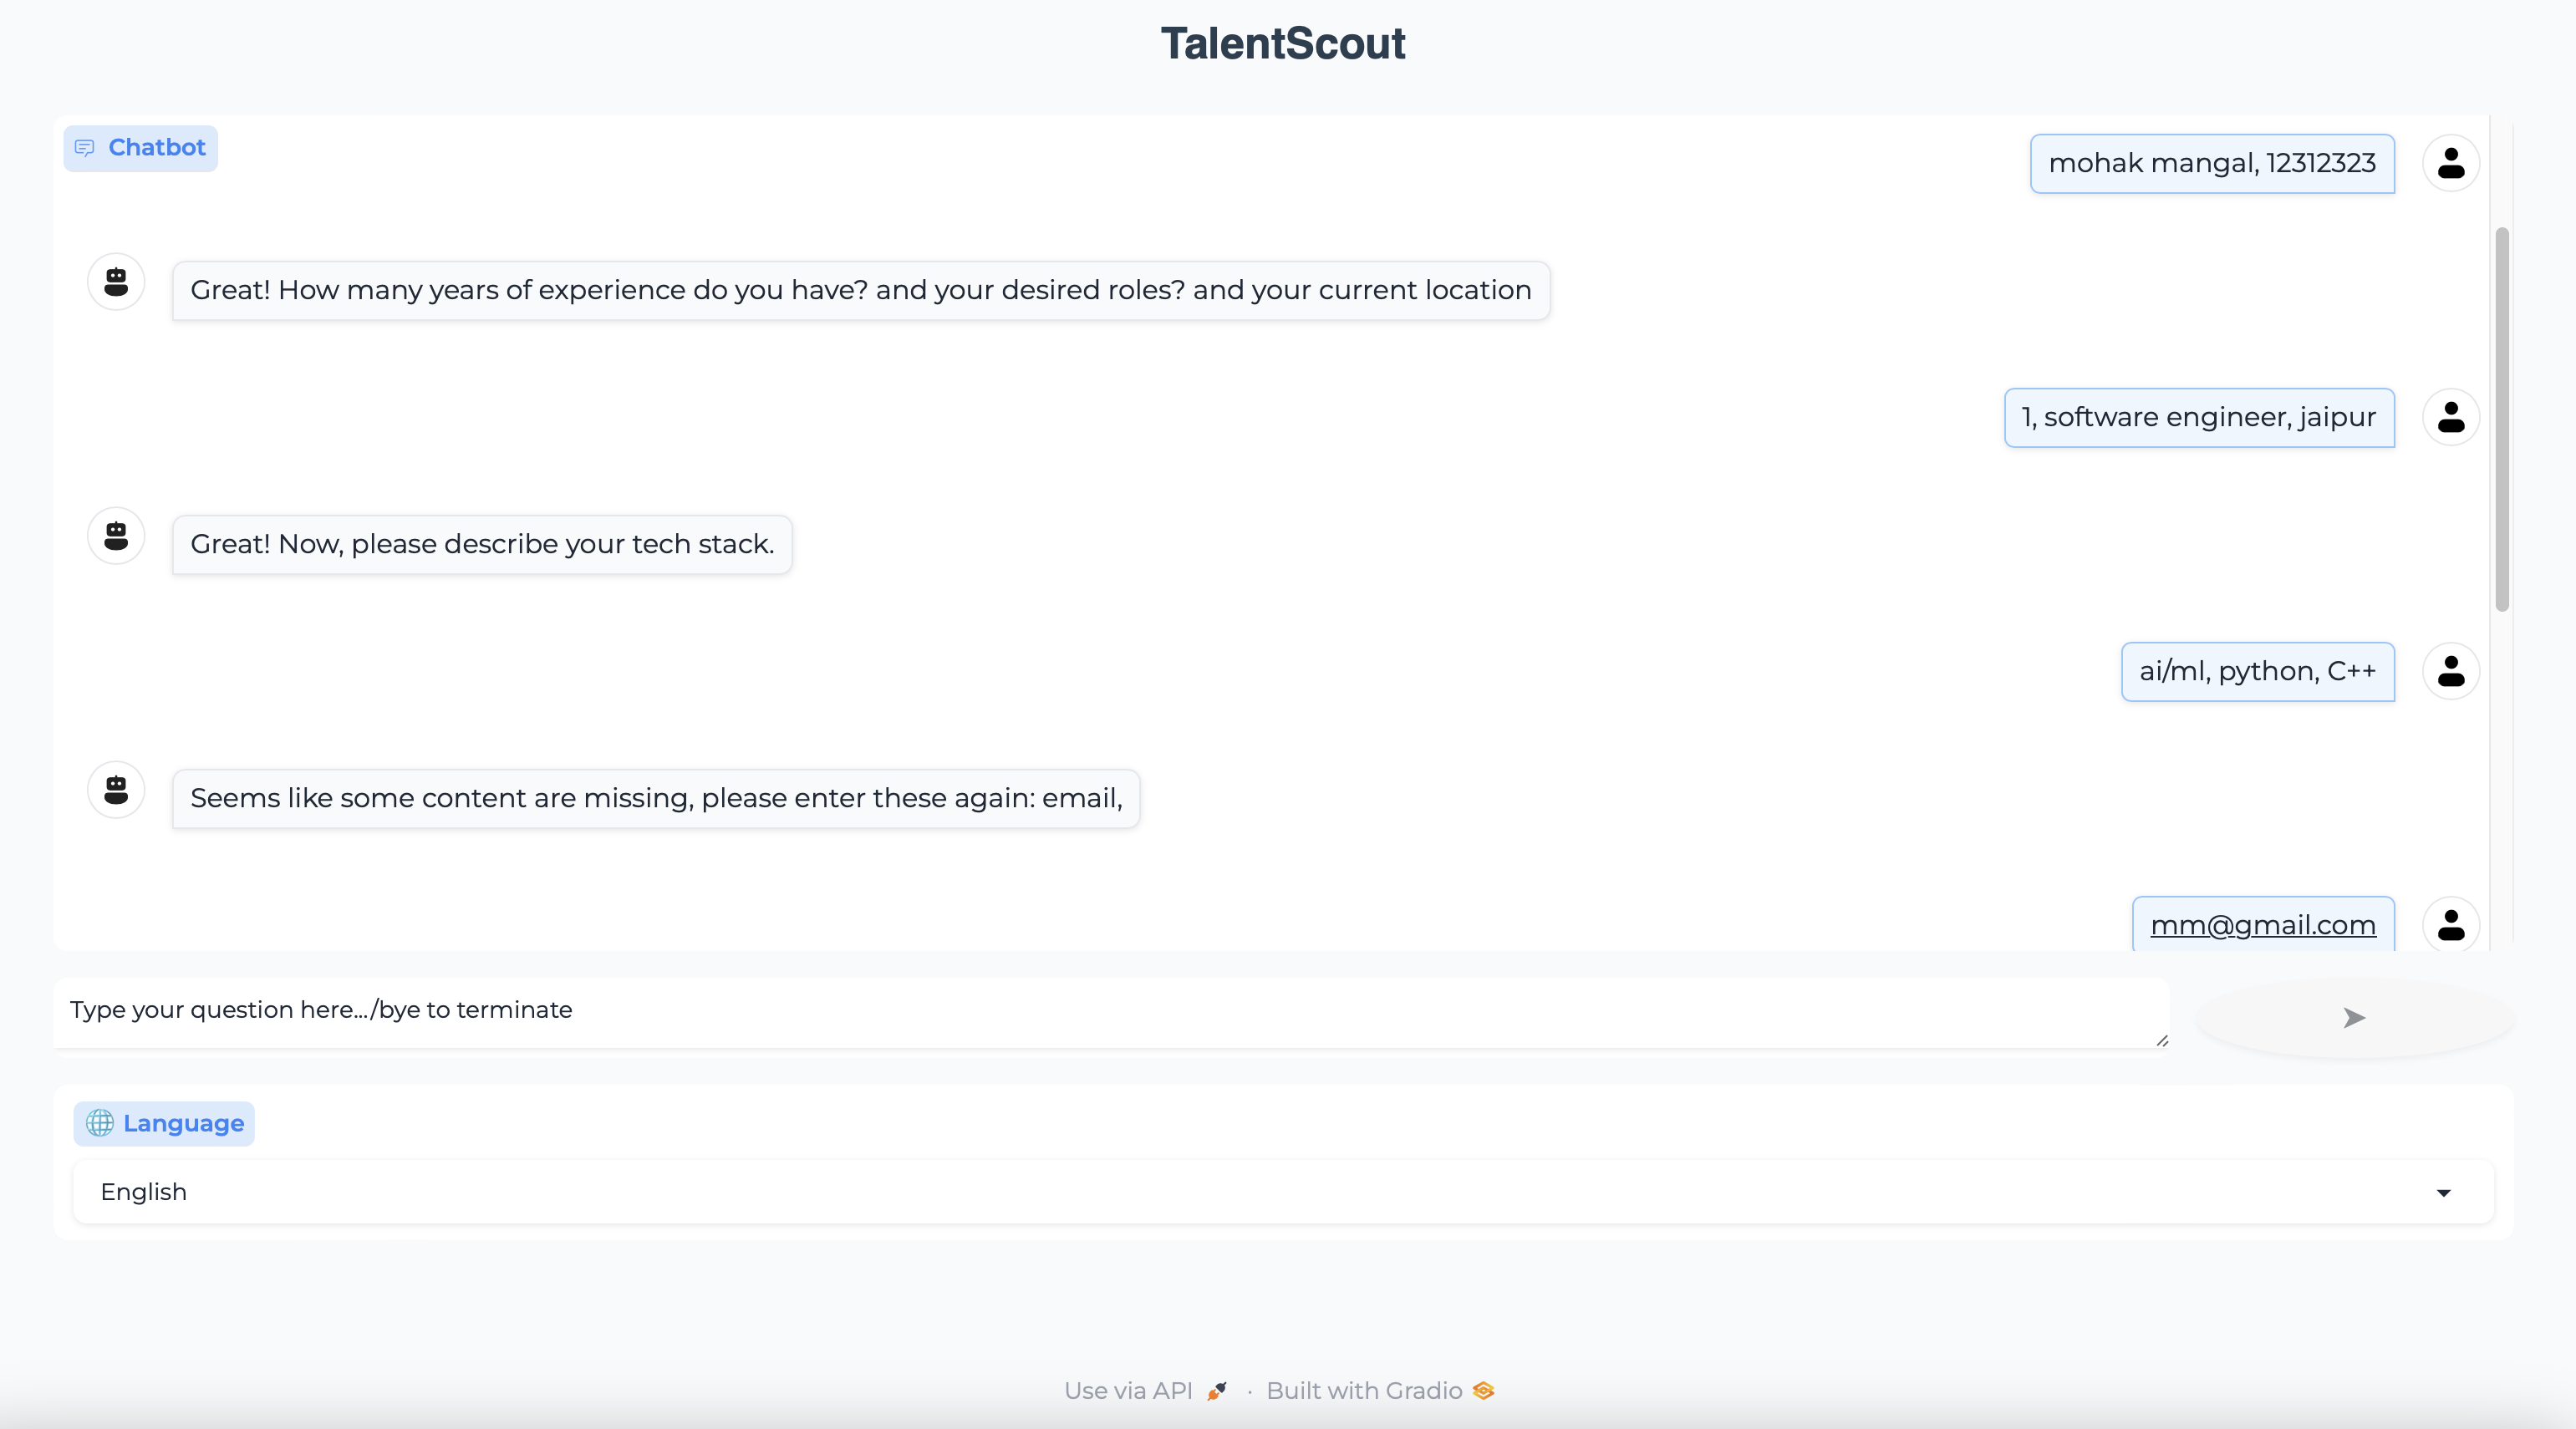 TalentScout
Chatbot
mohak mangal, 12312323
Great! How many years of experience do you have? and your desired roles? and your current location
1, software engineer, jaipur
Great! Now, please describe your tech stack.
ai/ml, python, C++
Seems like some content are missing, please enter these again: email,
mm@gmail.com
Type your question here.../bye to terminate
Language
English
Use via API · Built with Gradio